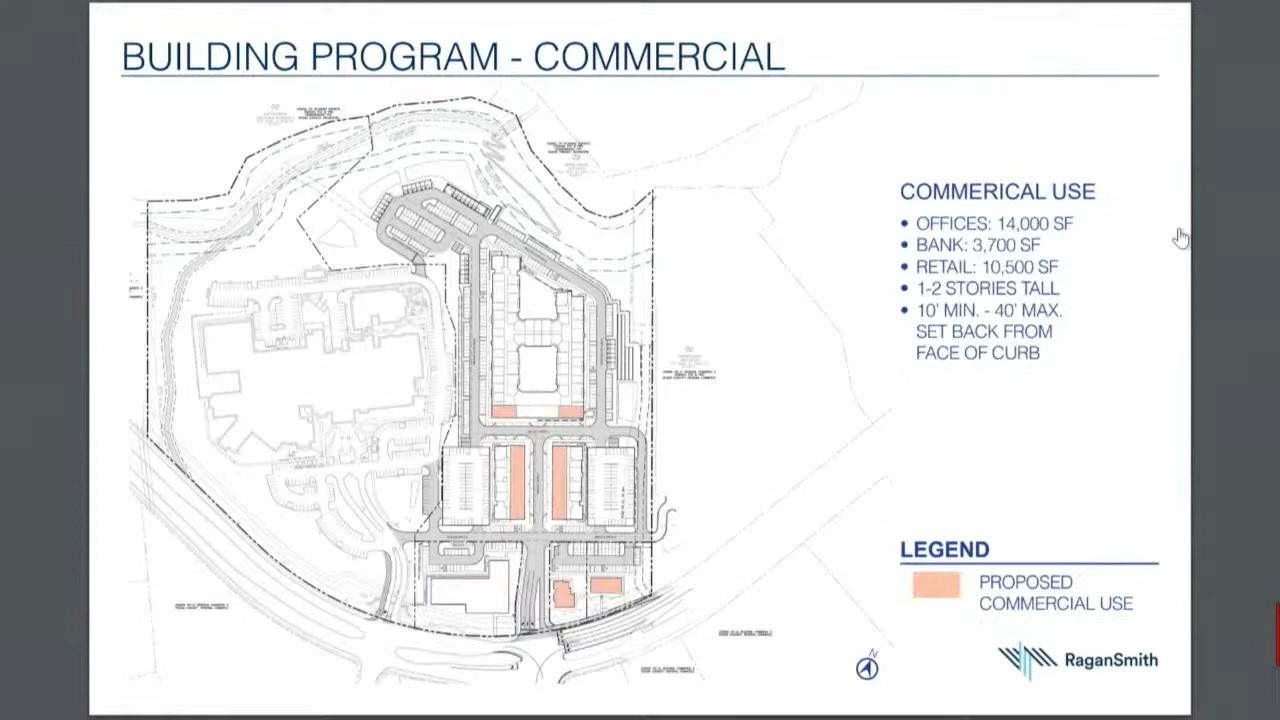 BUILDING PROGRAM - COMMERCIAL
COMMERICAL USE
• OFFICES: 14,000 SF
• BANK: 3,700 SF
• RETAIL: 10,500 SF
• 1-2 STORIES TALL
• 10' MIN. - 40' MAX.
SET BACK FROM
FACE OF CURB
LEGEND
PROPOSED
COMMERCIAL USE
N
RaganSmith